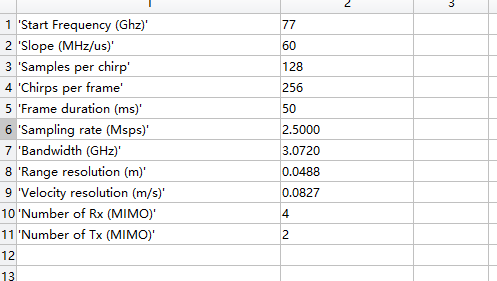 1 2 3
1 'Start Frequency (Ghz)' 77
2 'Slope (MHz/us)' 60
3 'Samples per chirp' 128
4 'Chirps per frame' 256
5 'Frame duration (ms)' 50
6 'Sampling rate (Msps)' 2.5000
7 'Bandwidth (GHz)' 3.0720
8 'Range resolution (m)' 0.0488
9 'Velocity resolution (m/s)' 0.0827
10 'Number of Rx (MIMO)' 4
11 'Number of Tx (MIMO)' 2
12
13